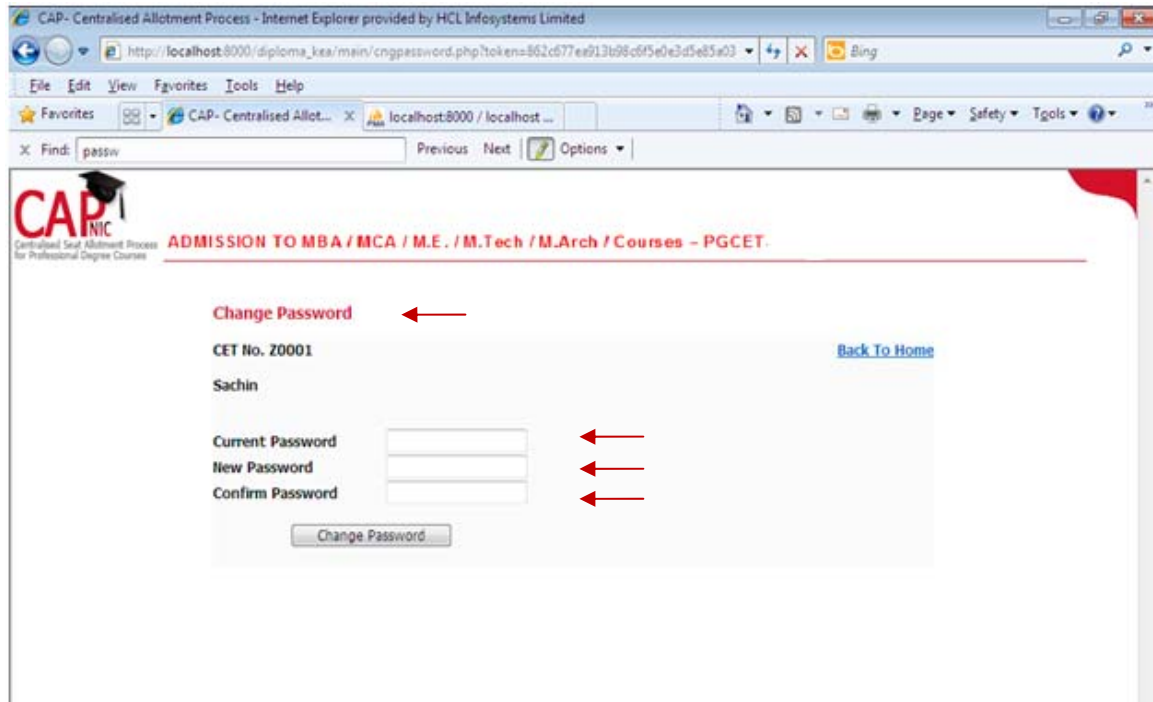 CAP- Centralised Allotment Process - Internet Explorer provided by HCL Infosystems Limited
http://localhost:8000/diploma_kea/main/cngpassword.php?token=862c677ea913b98c6f5e0e3d5e85a03
Bing
File Edit View Favorites Tools Help
Favorites CAP- Centralised Allot... X localhost:8000 / localhost ... Page Safety Tools
X Find: passw Previous Next Options
CAP
NIC
Centralised Seat Allotment Process
for Professional Degree Courses
ADMISSION TO MBA / MCA / M.E. / M.Tech / M.Arch / Courses – PGCET.
Change Password
CET No. Z0001 Back To Home
Sachin
Current Password
New Password
Confirm Password
Change Password